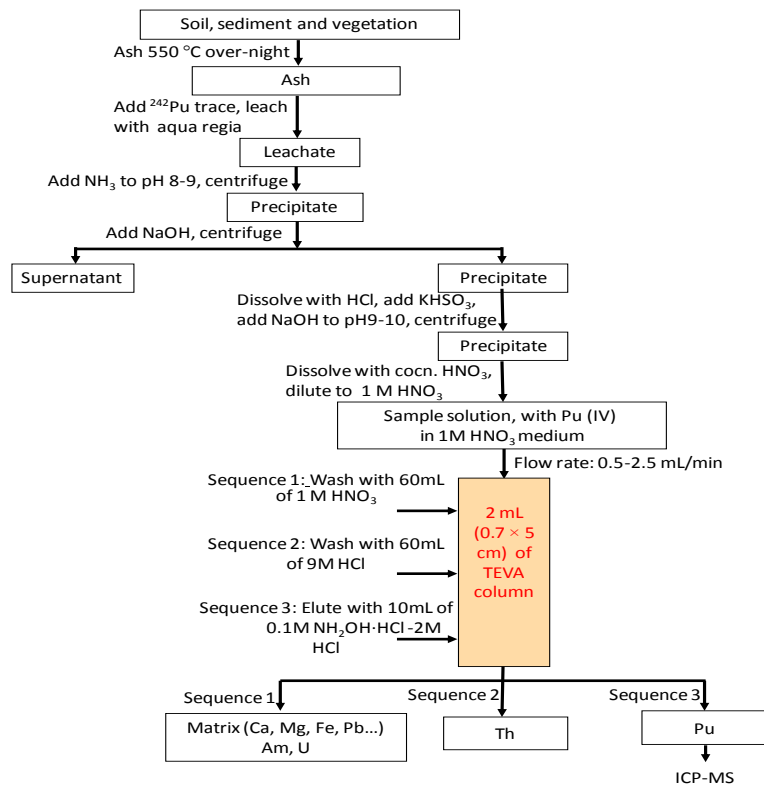 Soil, sediment and vegetation
Ash 550 °C over-night
Ash
Add ²⁴²Pu trace, leach
with aqua regia
Leachate
Add NH₃ to pH 8-9, centrifuge
Precipitate
Add NaOH, centrifuge
Supernatant
Precipitate
Dissolve with HCl, add KHSO₃,
add NaOH to pH9-10, centrifuge
Precipitate
Dissolve with cocn. HNO₃,
dilute to 1 M HNO₃
Sample solution, with Pu (IV)
in 1M HNO₃ medium
Flow rate: 0.5-2.5 mL/min
Sequence 1: Wash with 60mL
of 1 M HNO₃
Sequence 2: Wash with 60mL
of 9M HCl
Sequence 3: Elute with 10mL of
0.1M NH₂OH·HCl -2M
HCl
2 mL
(0.7 × 5
cm) of
TEVA
column
Sequence 1
Sequence 2
Sequence 3
Matrix (Ca, Mg, Fe, Pb...)
Am, U
Th
Pu
ICP-MS